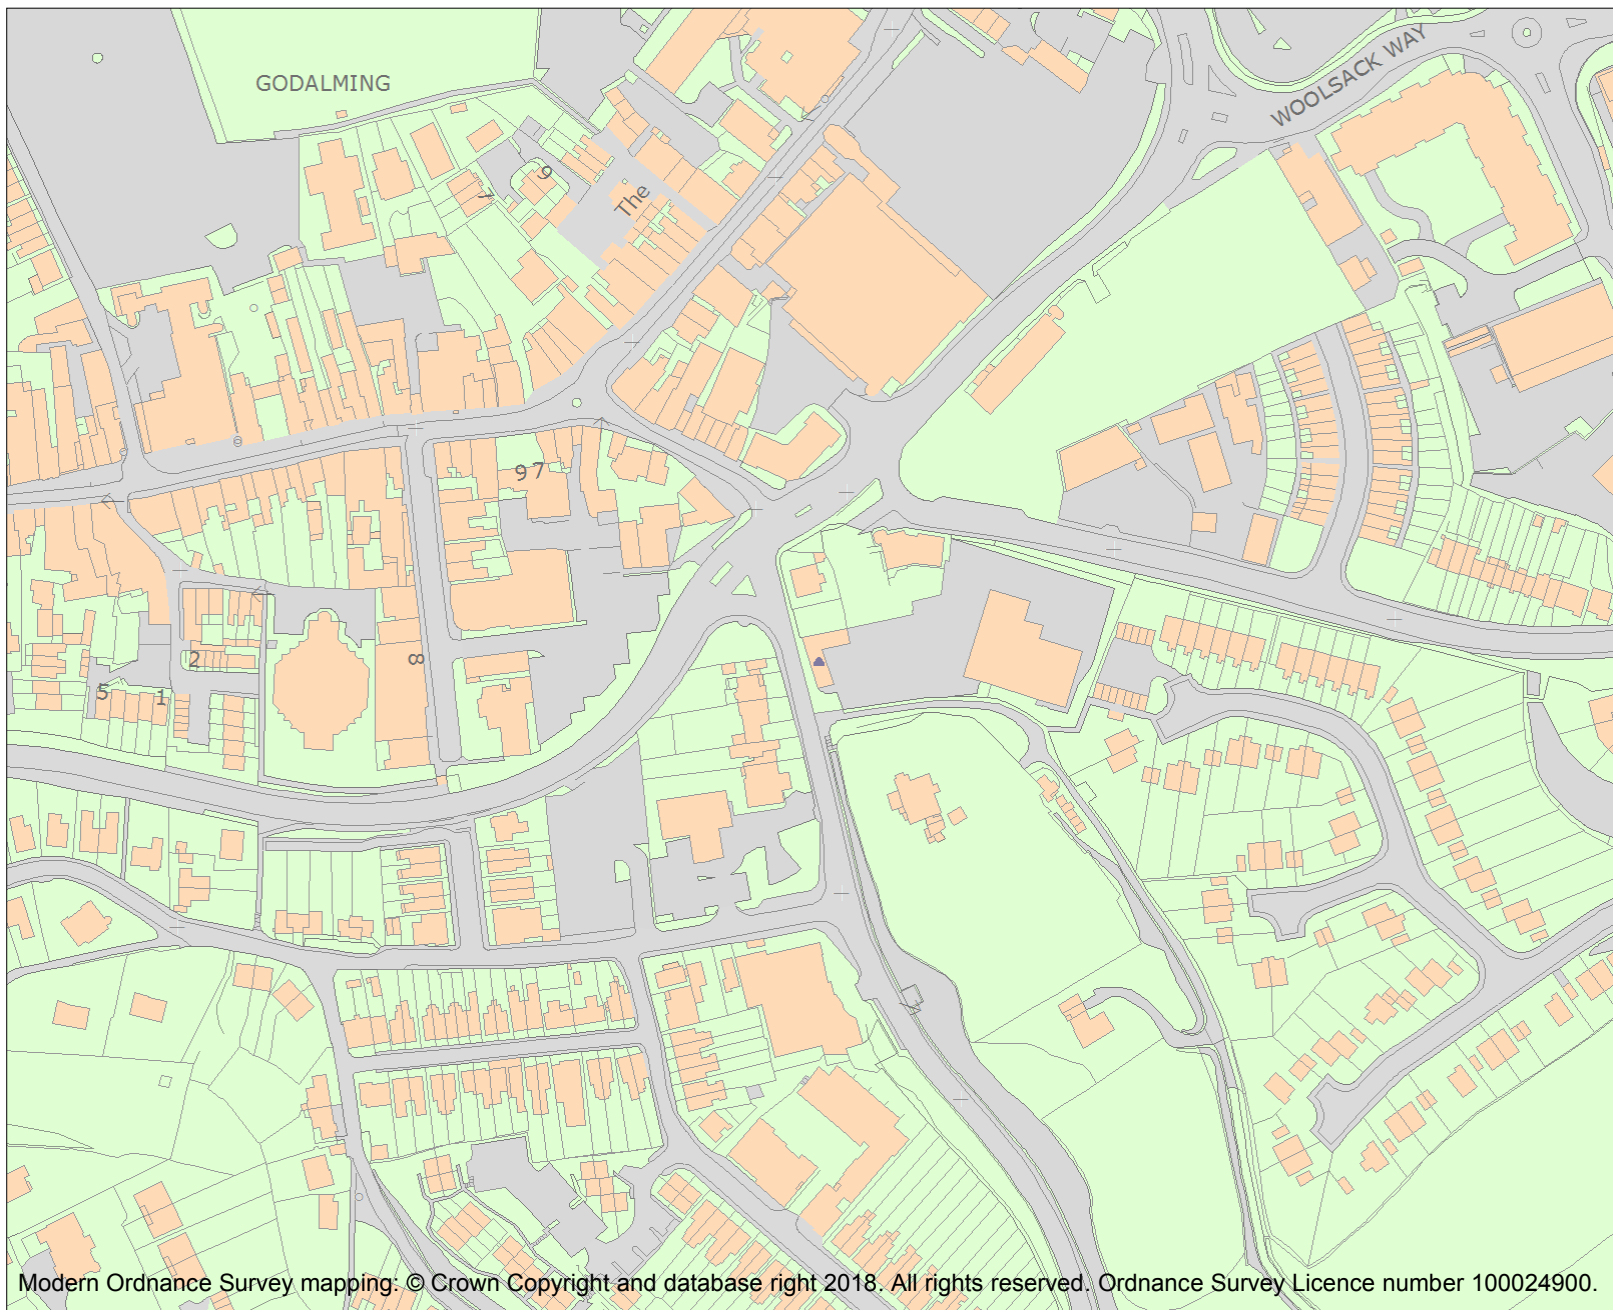 GODALMING
WOOLSACK WAY
9
7
The
97
8
2
5
1
Modern Ordnance Survey mapping: © Crown Copyright and database right 2018. All rights reserved. Ordnance Survey Licence number 100024900.